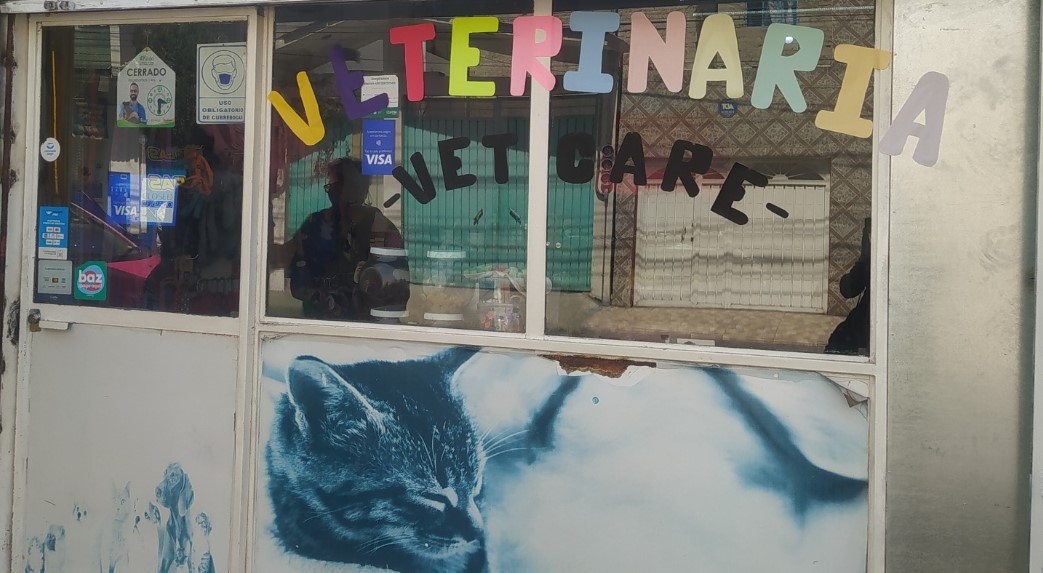 VETERINARIA
-VET CARE-
CERRADO
USO
OBLIGATORIO
DE CUBREBOCAS
VISA
VISA
baz